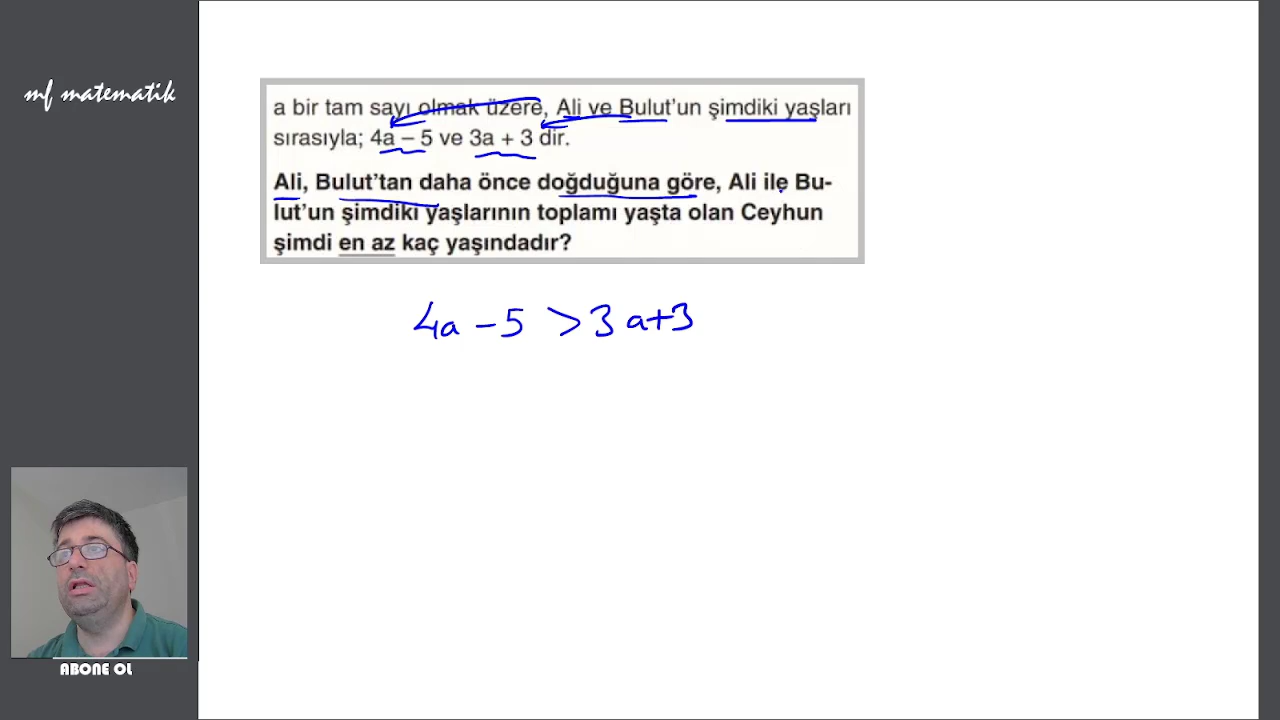 mf matematik
a bir tam sayı olmak üzere, Ali ve Bulut'un şimdiki yaşları
sırasıyla; 4a – 5 ve 3a + 3 dir.
Ali, Bulut'tan daha önce doğduğuna göre, Ali ile Bu-
lut'un şimdiki yaşlarının toplamı yaşta olan Ceyhun
şimdi en az kaç yaşındadır?
4a – 5 > 3a+3
ABONE OL